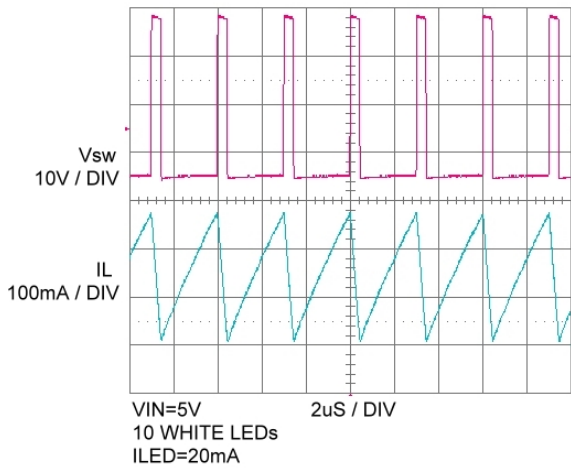 Vsw
10V / DIV
IL
100mA / DIV
VIN=5V
2uS / DIV
10 WHITE LEDs
ILED=20mA